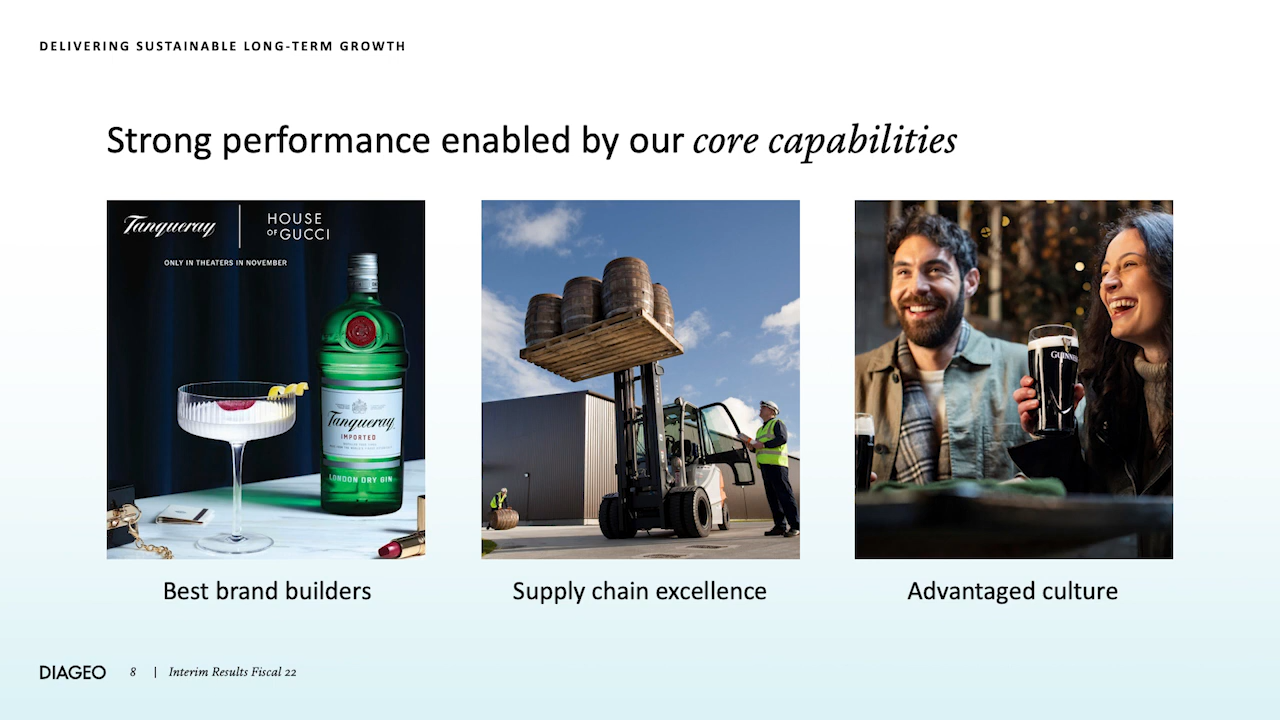 DELIVERING SUSTAINABLE LONG-TERM GROWTH
Strong performance enabled by our core capabilities
Tanqueray
HOUSE
OF GUCCI
ONLY IN THEATERS IN NOVEMBER
Tanqueray
IMPORTED
LONDON DRY GIN
GUINNESS
Best brand builders
Supply chain excellence
Advantaged culture
DIAGEO 8 | Interim Results Fiscal 22